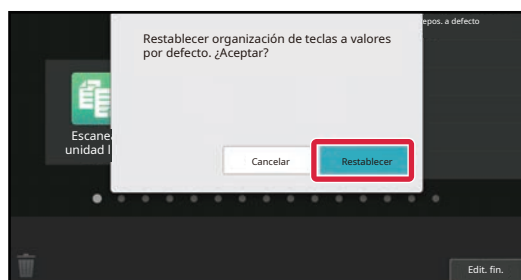 epos. a defecto
Restablecer organización de teclas a valores
por defecto. ¿Aceptar?
Escane
unidad l
Cancelar
Restablecer
Edit. fin.